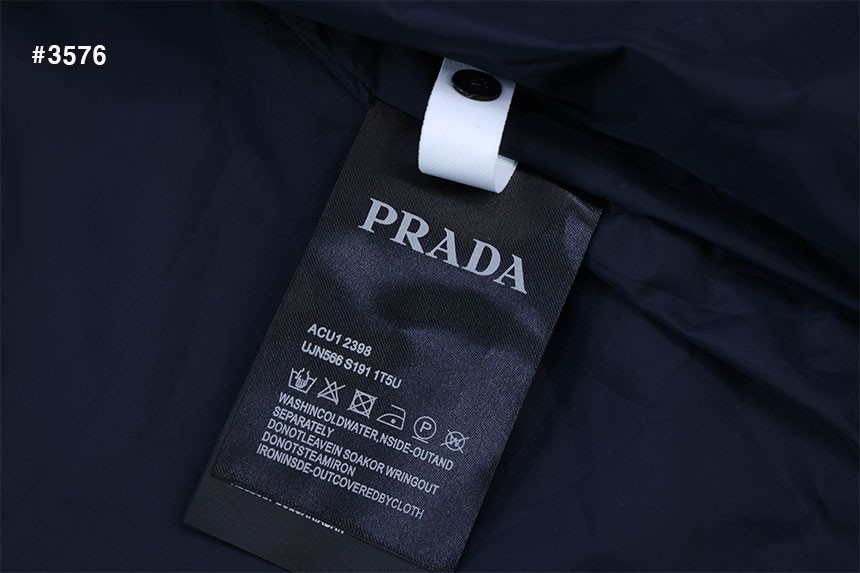 #3576
PRADA
ACU1 2398
UJN566 S191 1T5U
P
WASHINCOLDWATER,NSIDE-OUTAND
SEPARATELY
DONOTLEAVEIN SOAKOR WRINGOUT
DONOTSTEAMIRON
IRONINSDE-OUTCOVEREDBYCLOTH